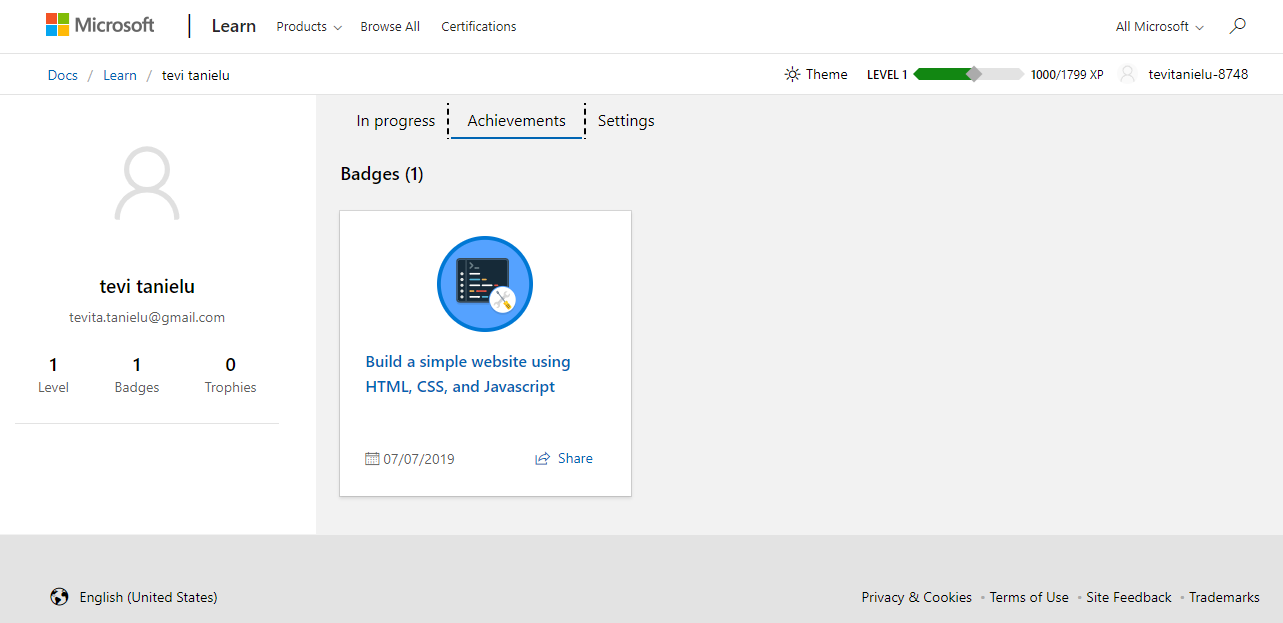 Microsoft Learn Products Browse All Certifications All Microsoft
Docs / Learn / tevi tanielu Theme LEVEL 1 1000/1799 XP tevitanielu-8748
In progress Achievements Settings
Badges (1)
tevi tanielu
tevita.tanielu@gmail.com
1 1 0
Level Badges Trophies
Build a simple website using
HTML, CSS, and Javascript
07/07/2019 Share
English (United States) Privacy & Cookies • Terms of Use • Site Feedback • Trademarks